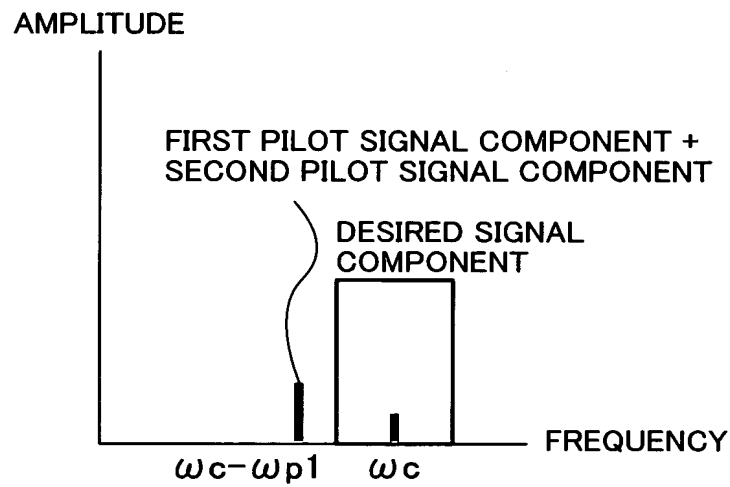 AMPLITUDE
FIRST PILOT SIGNAL COMPONENT +
SECOND PILOT SIGNAL COMPONENT
DESIRED SIGNAL
COMPONENT
FREQUENCY
ωc-ωp1
ωc